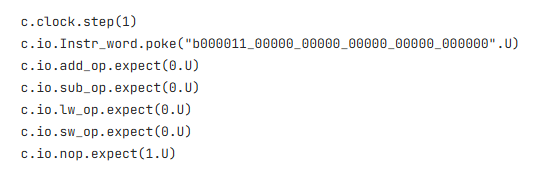 c.clock.step(1)
c.io.Instr_word.poke("b000011_00000_00000_00000_00000_000000".U)
c.io.add_op.expect(0.U)
c.io.sub_op.expect(0.U)
c.io.lw_op.expect(0.U)
c.io.sw_op.expect(0.U)
c.io.nop.expect(1.U)